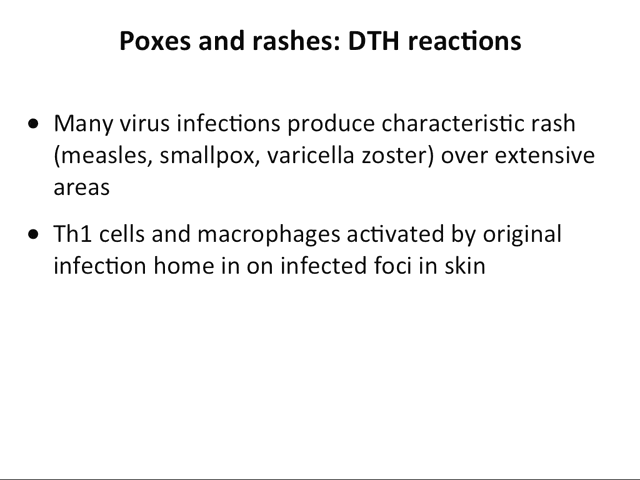 Poxes and rashes: DTH reactions
• Many virus infections produce characteristic rash
(measles, smallpox, varicella zoster) over extensive
areas
• Th1 cells and macrophages activated by original
infection home in on infected foci in skin